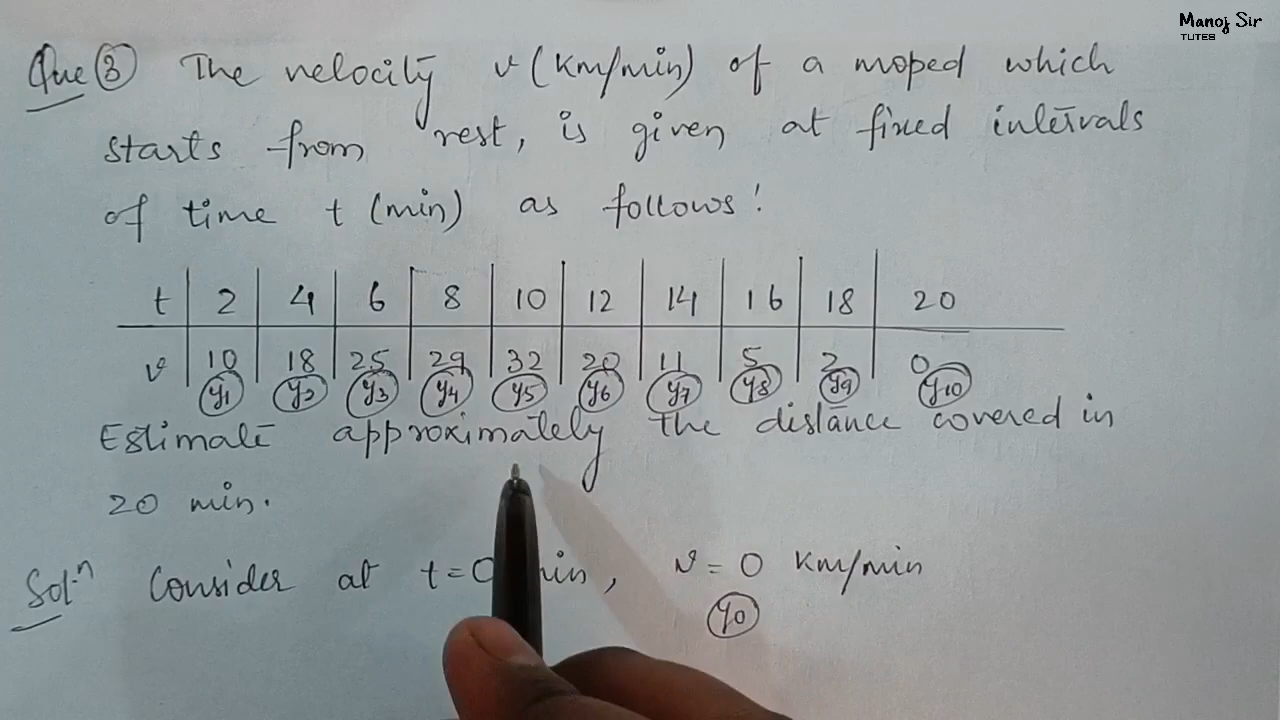 Manoj Sir
TUTES
Que 3 The velocity v (km/min) of a moped which
starts from rest, is given at fixed intervals
of time t (min) as follows:
t 2 4 6 8 10 12 14 16 18 20
v 10 18 25 29 32 20 11 5 2 0
y1 y2 y3 y4 y5 y6 y7 y8 y9 y10
Estimate approximately the distance covered in
20 min.
Sol.n Consider at t=0 min, v = 0 km/min
y0